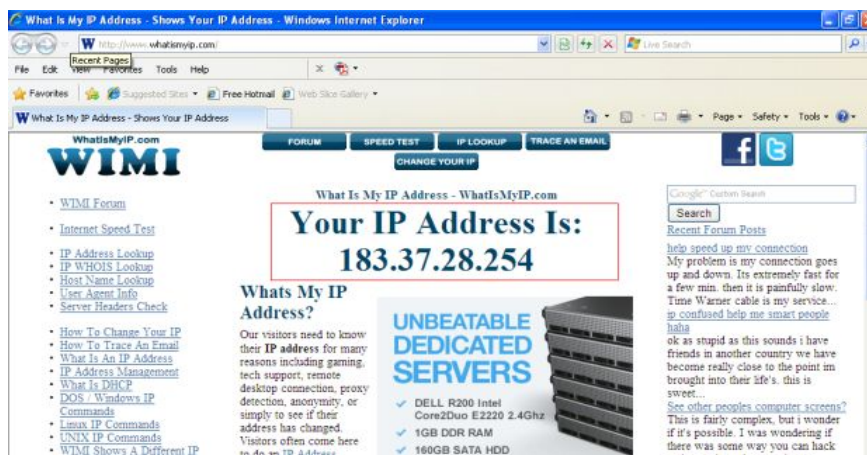 What Is My IP Address - Shows Your IP Address - Windows Internet Explorer
http://www.whatismyip.com/
Live Search
Recent Pages
File Edit View Favorites Tools Help
Favorites
Suggested Sites
Free Hotmail
Web Slice Gallery
What Is My IP Address - Shows Your IP Address
Page Safety Tools
WhatIsMyIP.com
WIMI
FORUM
SPEED TEST
IP LOOKUP
TRACE AN EMAIL
CHANGE YOUR IP
WIMI Forum
Internet Speed Test
IP Address Lookup
IP WHOIS Lookup
Host Name Lookup
User Agent Info
Server Headers Check
How To Change Your IP
How To Trace An Email
What Is An IP Address
IP Address Management
What Is DHCP
DOS / Windows IP
Commands
Linux IP Commands
UNIX IP Commands
WIMI Shows A Different IP
What Is My IP Address - WhatIsMyIP.com
Your IP Address Is:
183.37.28.254
Whats My IP
Address?
Our visitors need to know
their IP address for many
reasons including gaming,
tech support, remote
desktop connection, proxy
detection, anonymity, or
simply to see if their
address has changed.
Visitors often come here
to do an IP Address
UNBEATABLE
DEDICATED
SERVERS
DELL R200 Intel
Core2Duo E2220 2.4Ghz
1GB DDR RAM
160GB SATA HDD
Google™ Custom Search
Search
Recent Forum Posts
help speed up my connection
My problem is my connection goes
up and down. Its extremely fast for
a few min. then it is painfully slow.
Time Warner cable is my service...
ip confused help me smart people
haha
ok as stupid as this sounds i have
friends in another country we have
become really close to the point im
brought into their life's. this is
sweet...
See other peoples computer screens?
This is fairly complex, but i wonder
if it's possible. I was wondering if
there was some way you can hack